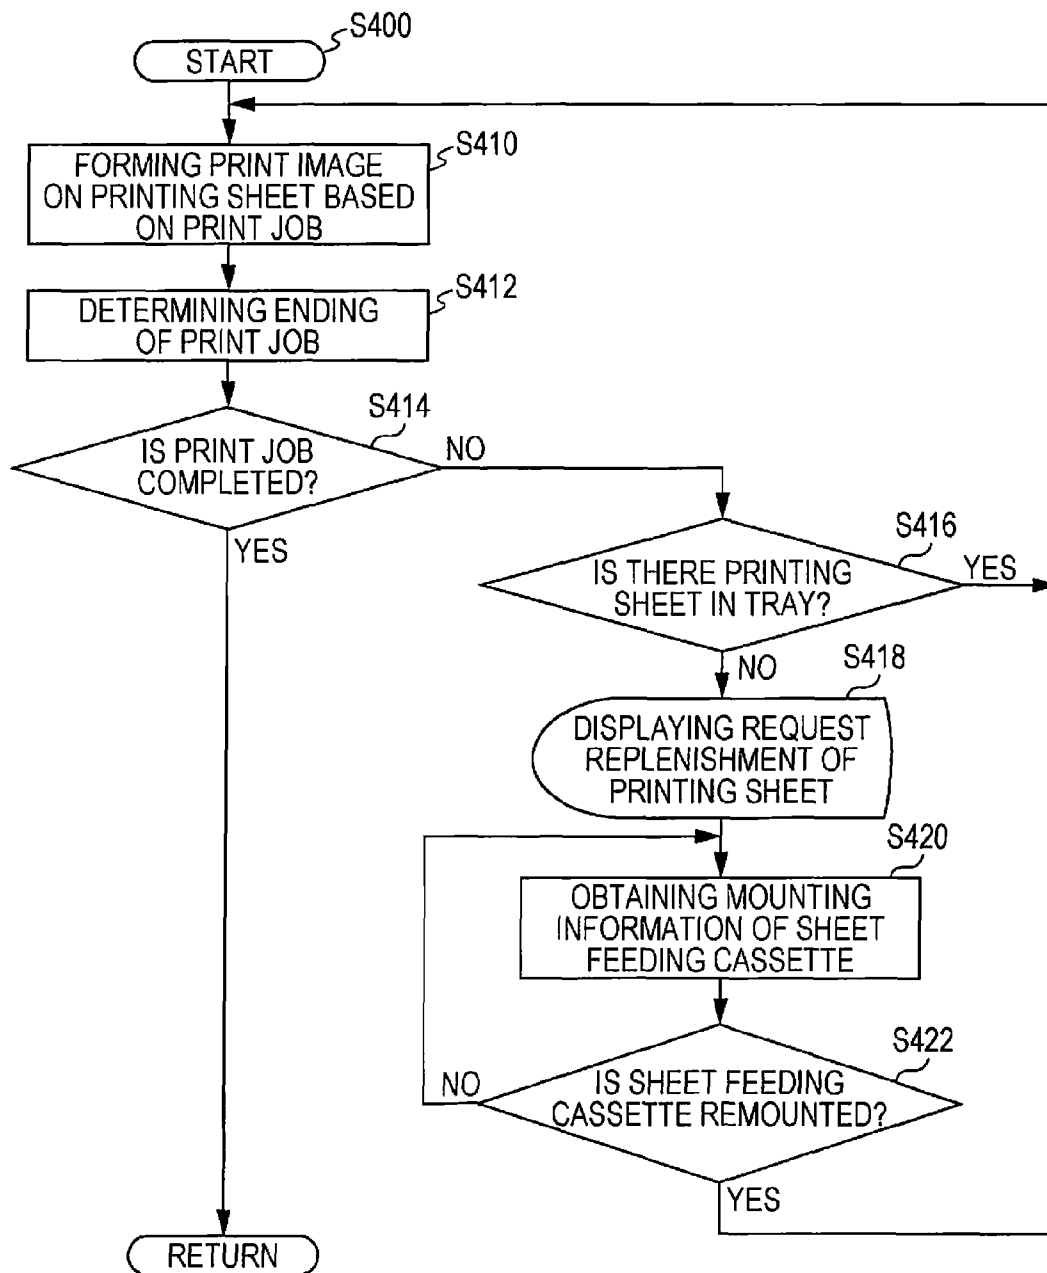 S400
START
S410
FORMING PRINT IMAGE
ON PRINTING SHEET BASED
ON PRINT JOB
S412
DETERMINING ENDING
OF PRINT JOB
S414
IS PRINT JOB
COMPLETED?
NO
YES
S416
IS THERE PRINTING
SHEET IN TRAY?
YES
NO
S418
DISPLAYING REQUEST
REPLENISHMENT OF
PRINTING SHEET
S420
OBTAINING MOUNTING
INFORMATION OF SHEET
FEEDING CASSETTE
S422
IS SHEET FEEDING
CASSETTE REMOUNTED?
NO
YES
RETURN